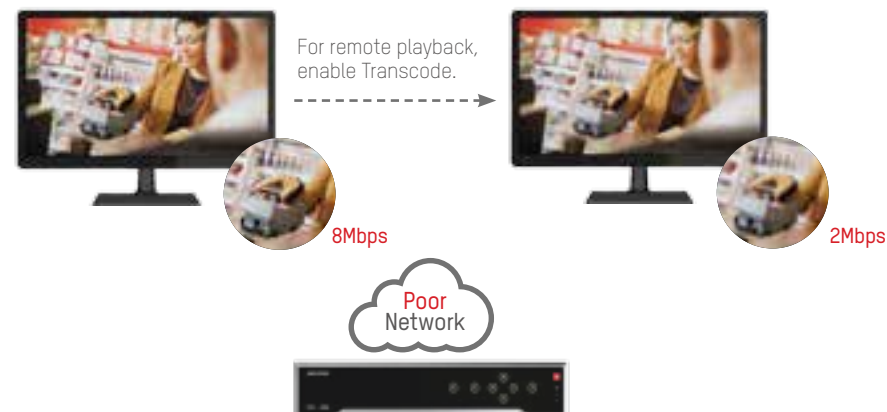 For remote playback,
enable Transcode.
8Mbps
2Mbps
Poor
Network